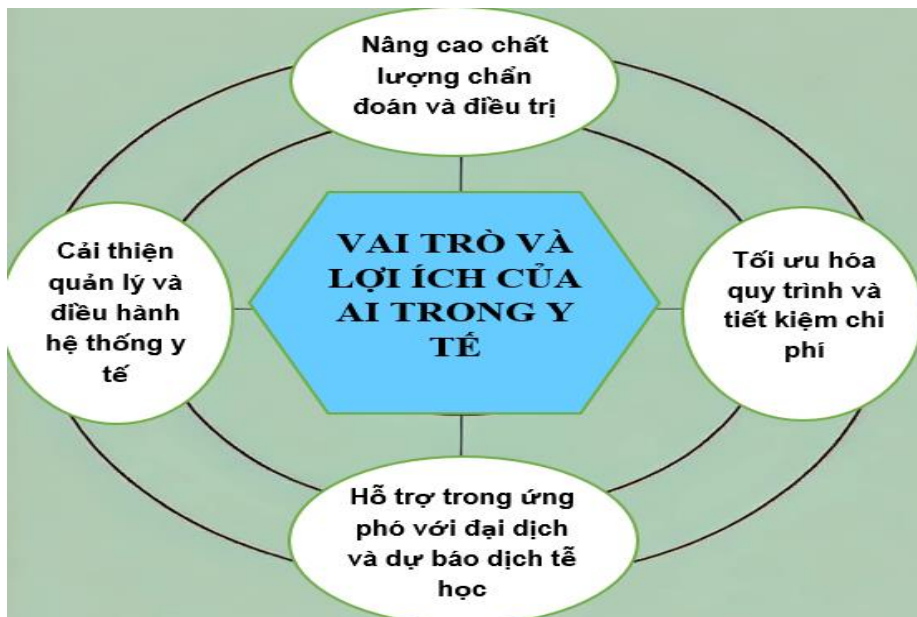 Nâng cao chất
lượng chẩn
đoán và điều trị
VAI TRÒ VÀ
LỢI ÍCH CỦA
AI TRONG Y
TẾ
Cải thiện
quản lý và
điều hành
hệ thống y
tế
Tối ưu hóa
quy trình và
tiết kiệm chi
phí
Hỗ trợ trong ứng
phó với đại dịch
và dự báo dịch tễ
học